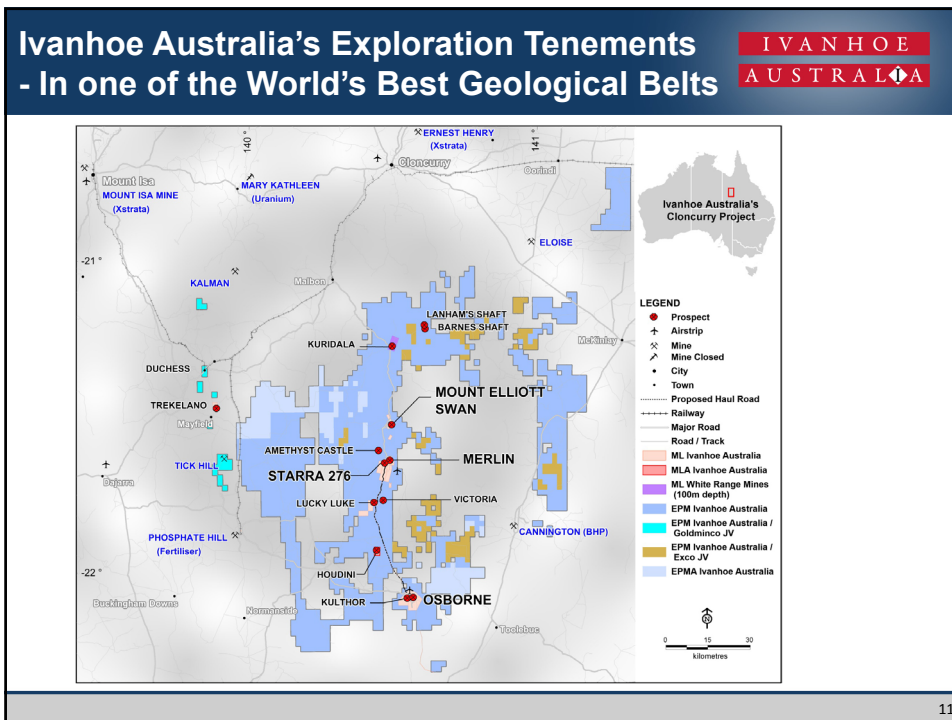 Ivanhoe Australia's Exploration Tenements
- In one of the World's Best Geological Belts
IVANHOE
AUSTRALIA
140 °
141 °
ERNEST HENRY
(Xstrata)
Cloncurry
Oorindi
Mount Isa
MOUNT ISA MINE
(Xstrata)
MARY KATHLEEN
(Uranium)
ELOISE
-21 °
KALMAN
Malbon
LANHAM'S SHAFT
BARNES SHAFT
KURIDALA
McKinlay
DUCHESS
TREKELANO
Mayfield
MOUNT ELLIOTT
SWAN
AMETHYST CASTLE
MERLIN
STARRA 276
TICK HILL
Dajarra
LUCKY LUKE
VICTORIA
CANNINGTON (BHP)
PHOSPHATE HILL
(Fertiliser)
HOUDINI
-22 °
KULTHOR
OSBORNE
Buckingham Downs
Normanside
Toolebuc
Ivanhoe Australia's
Cloncurry Project
LEGEND
Prospect
Airstrip
Mine
Mine Closed
City
Town
Proposed Haul Road
Railway
Major Road
Road / Track
ML Ivanhoe Australia
MLA Ivanhoe Australia
ML White Range Mines
(100m depth)
EPM Ivanhoe Australia
EPM Ivanhoe Australia /
Goldminco JV
EPM Ivanhoe Australia /
Exco JV
EPMA Ivanhoe Australia
N
0 15 30
kilometres
11